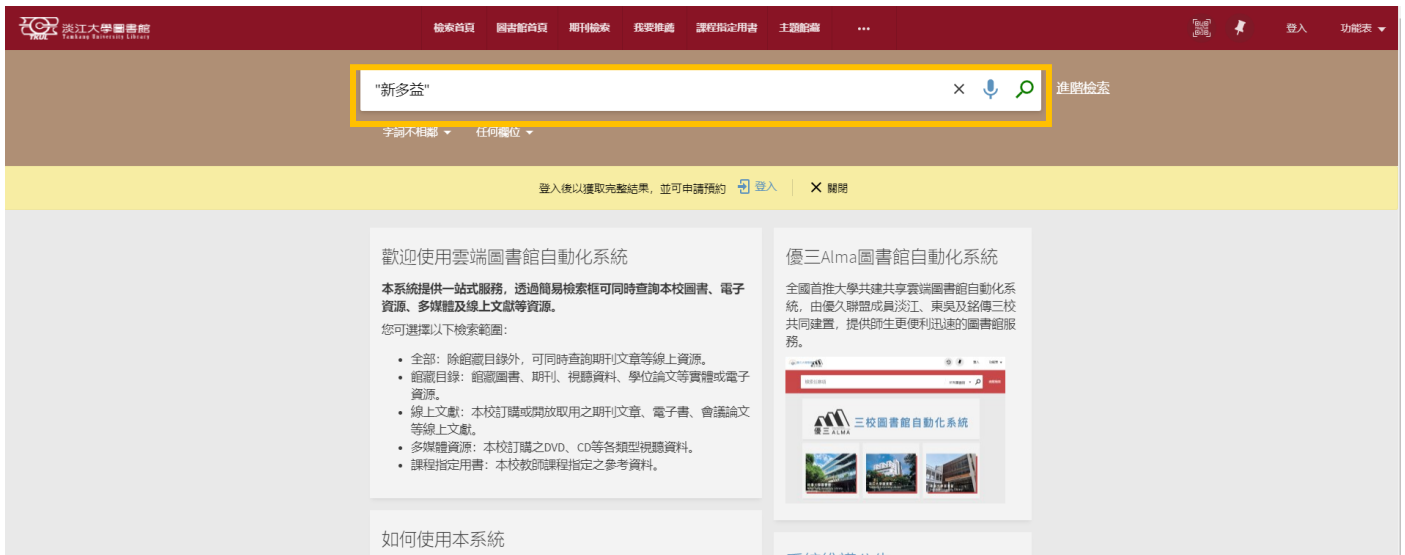 淡江大學圖書館
TKUL Tamkang University Library
檢索首頁 圖書館首頁 期刊檢索 我要推薦 課程指定用書 主題館藏 ...
登入 功能表
"新多益"
進階檢索
字詞不相鄰 任何欄位
登入後以獲取完整結果，並可申請預約 登入 關閉
歡迎使用雲端圖書館自動化系統
本系統提供一站式服務，透過簡易檢索框可同時查詢本校圖書、電子
資源、多媒體及線上文獻等資源。
您可選擇以下檢索範圍：
• 全部：除館藏目錄外，可同時查詢期刊文章等線上資源。
• 館藏目錄：館藏圖書、期刊、視聽資料、學位論文等實體或電子
資源。
• 線上文獻：本校訂購或開放取用之期刊文章、電子書、會議論文
等線上文獻。
• 多媒體資源：本校訂購之DVD、CD等各類型視聽資料。
• 課程指定用書：本校教師課程指定之參考資料。
如何使用本系統
優三Alma圖書館自動化系統
全國首推大學共建共享雲端圖書館自動化系
統，由優久聯盟成員淡江、東吳及銘傳三校
共同建置，提供師生更便利迅速的圖書館服
務。
優三ALMA 三校圖書館自動化系統